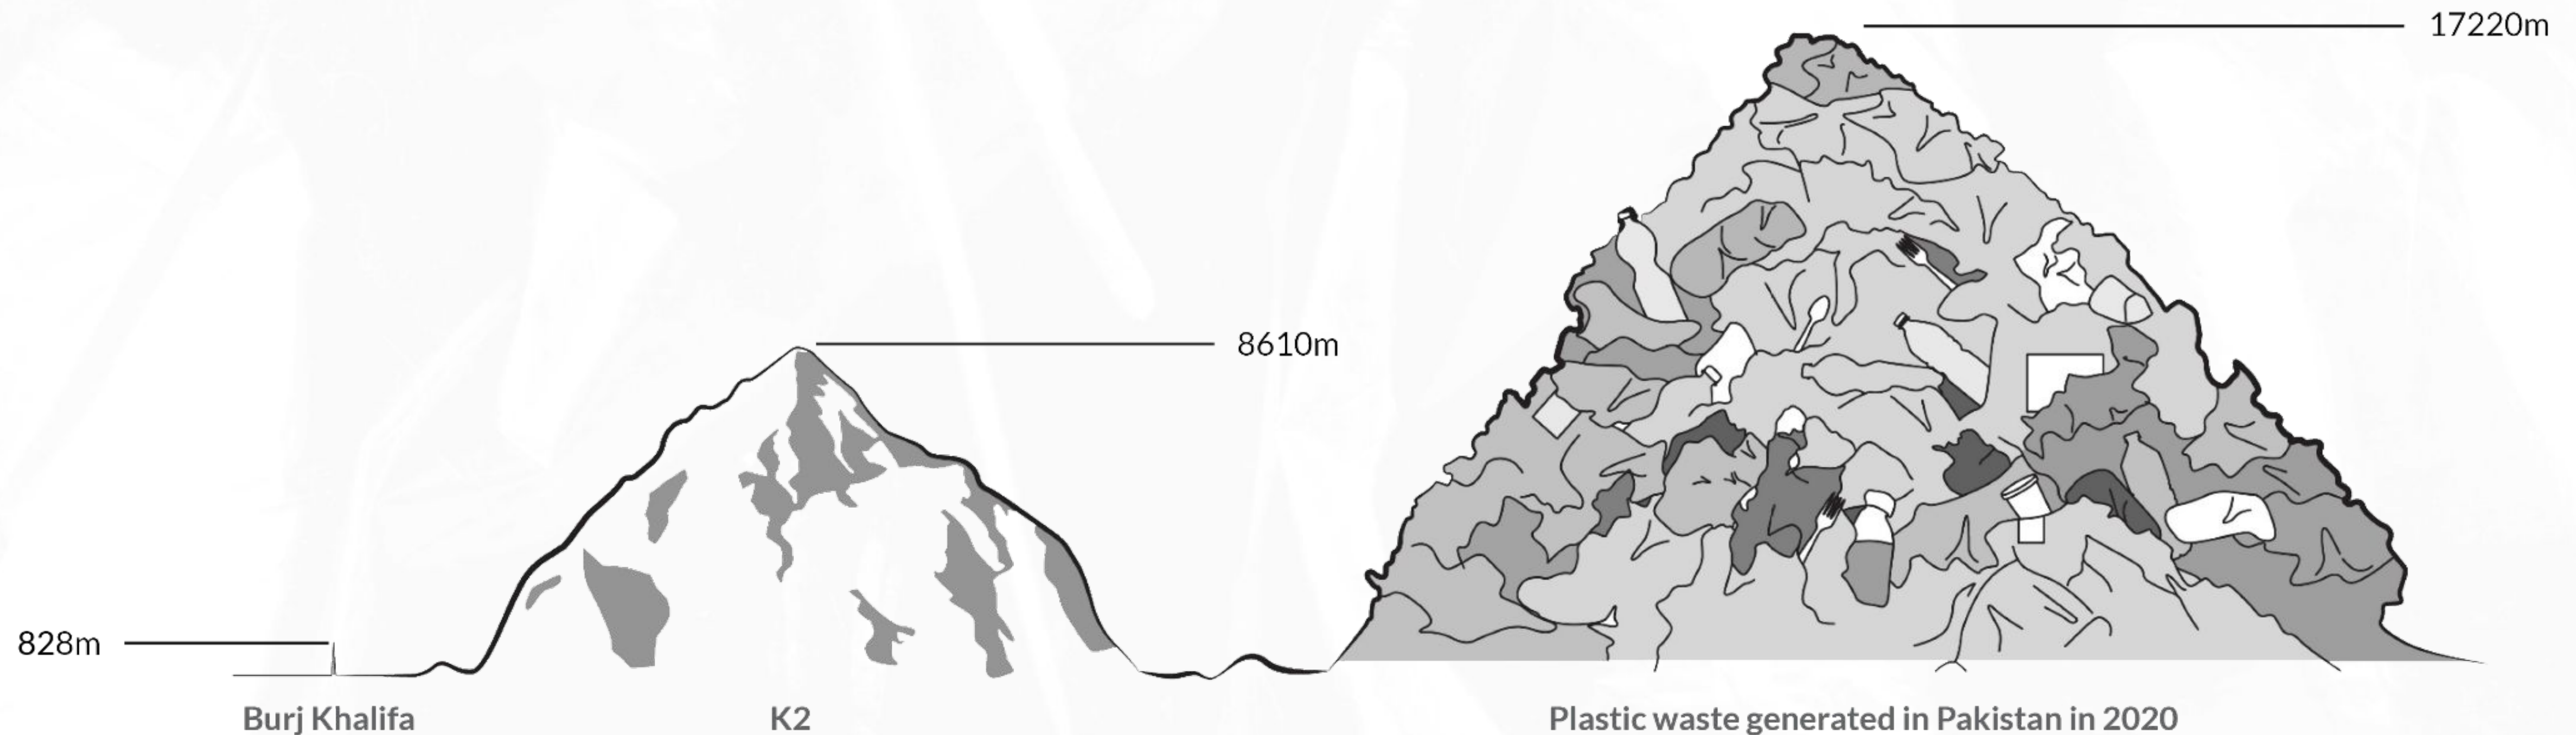 17220m
8610m
828m
Burj Khalifa
K2
Plastic waste generated in Pakistan in 2020